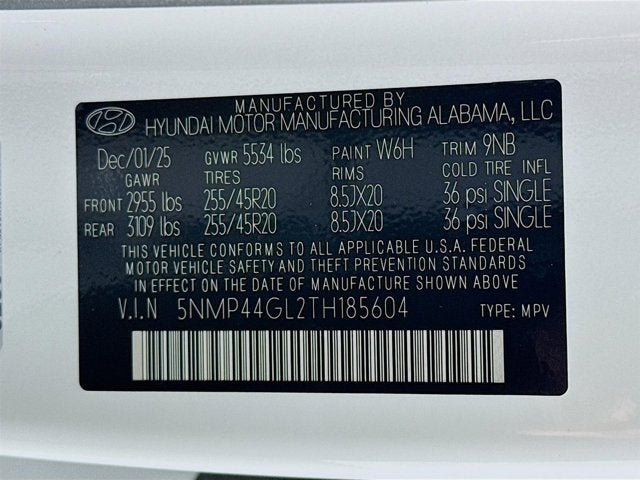 MANUFACTURED BY
HYUNDAI MOTOR MANUFACTURING ALABAMA, LLC
Dec/01/25 GVWR 5534 lbs PAINT W6H TRIM 9NB
GAWR TIRES RIMS COLD TIRE INFL
FRONT 2955 lbs 255/45R20 8.5JX20 36 psi SINGLE
REAR 3109 lbs 255/45R20 8.5JX20 36 psi SINGLE
THIS VEHICLE CONFORMS TO ALL APPLICABLE U.S.A. FEDERAL
MOTOR VEHICLE SAFETY AND THEFT PREVENTION STANDARDS
IN EFFECT ON THE DATE OF MANUFACTURE SHOWN ABOVE
V.I.N 5NMP44GL2TH185604 TYPE: MPV